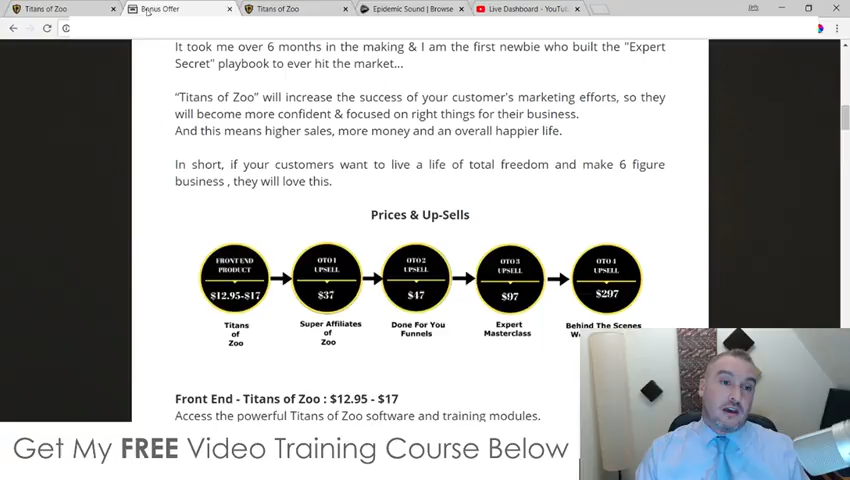 Titans of Zoo
Bonus Offer
Titans of Zoo
Epidemic Sound | Browse
Live Dashboard - YouTu
It took me over 6 months in the making & I am the first newbie who built the "Expert
Secret" playbook to ever hit the market...
“Titans of Zoo” will increase the success of your customer's marketing efforts, so they
will become more confident & focused on right things for their business.
And this means higher sales, more money and an overall happier life.
In short, if your customers want to live a life of total freedom and make 6 figure
business , they will love this.
Prices & Up-Sells
FRONT END
PRODUCT
$12.95-$17
OTO 1
UPSELL
$37
OTO 2
UPSELL
$47
OTO 3
UPSELL
$97
OTO 4
UPSELL
$297
Titans
of
Zoo
Super Affiliates
of
Zoo
Done For You
Funnels
Expert
Masterclass
Behind The Scenes
Front End - Titans of Zoo : $12.95 - $17
Access the powerful Titans of Zoo software and training modules.
Get My FREE Video Training Course Below